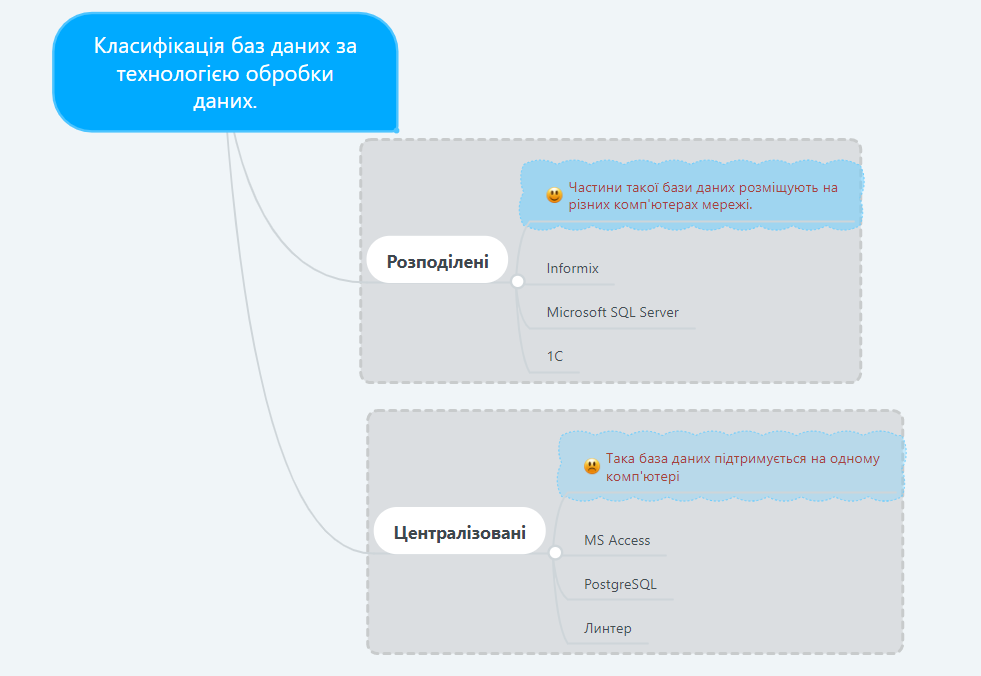 Класифікація баз даних за
технологією обробки
даних.
Частини такої бази даних розміщують на
різних комп'ютерах мережі.
Розподілені
Informix
Microsoft SQL Server
1C
Така база даних підтримується на одному
комп'ютері
Централізовані
MS Access
PostgreSQL
Линтер